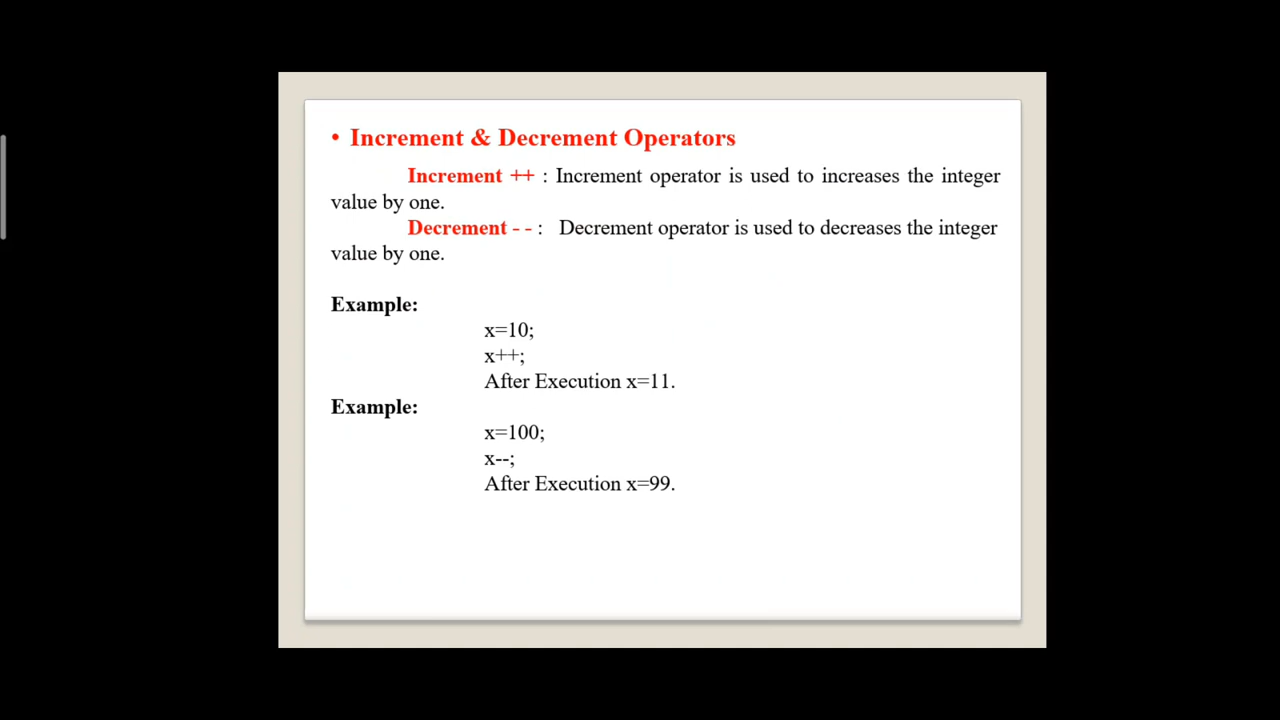 • Increment & Decrement Operators
Increment ++ : Increment operator is used to increases the integer
value by one.
Decrement - - : Decrement operator is used to decreases the integer
value by one.
Example:
x=10;
x++;
After Execution x=11.
Example:
x=100;
x--;
After Execution x=99.